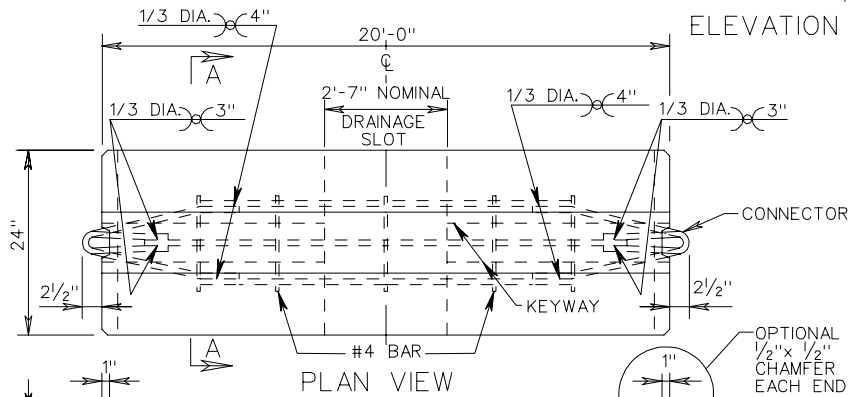 1/3 DIA. 4"
20'-0"
ELEVATION
A
℄
2'-7" NOMINAL
DRAINAGE
SLOT
1/3 DIA. 3"
1/3 DIA. 4"
1/3 DIA. 3"
24"
CONNECTOR
2½"
2½"
KEYWAY
#4 BAR
A
1"
PLAN VIEW
1"
OPTIONAL
½"x ½"
CHAMFER
EACH END